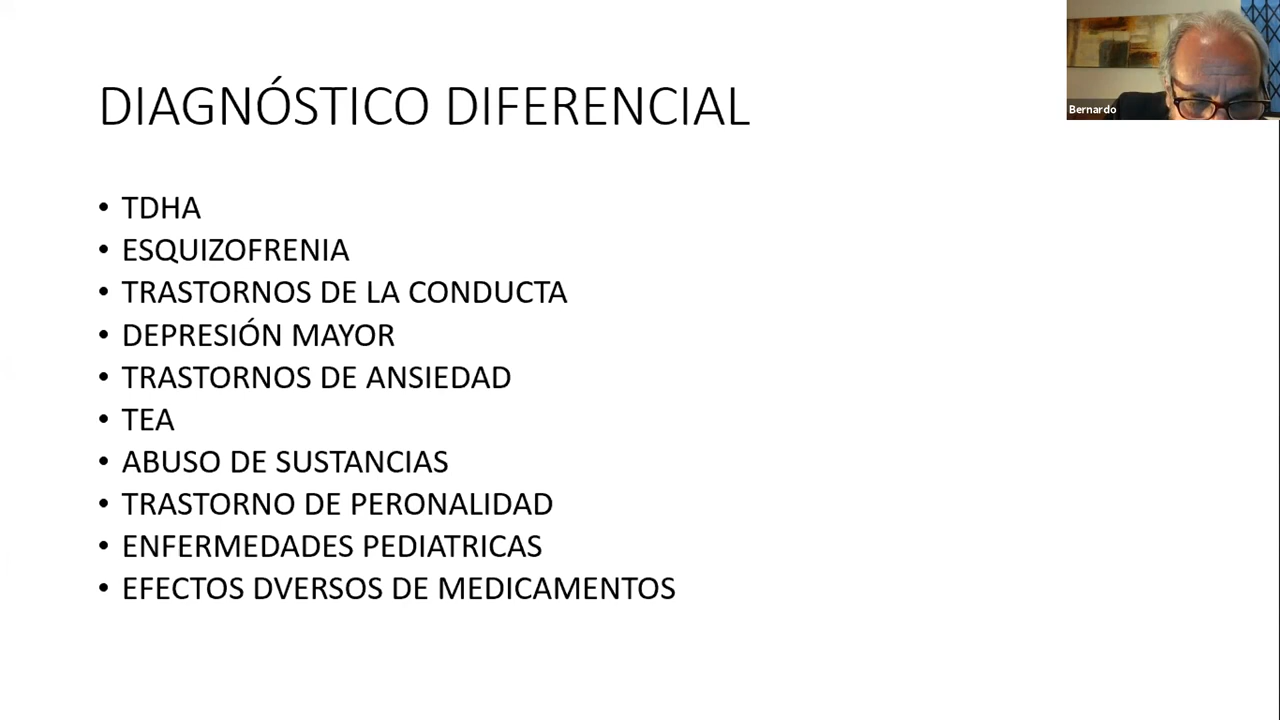 DIAGNÓSTICO DIFERENCIAL
Bernardo
• TDHA
• ESQUIZOFRENIA
• TRASTORNOS DE LA CONDUCTA
• DEPRESIÓN MAYOR
• TRASTORNOS DE ANSIEDAD
• TEA
• ABUSO DE SUSTANCIAS
• TRASTORNO DE PERONALIDAD
• ENFERMEDADES PEDIATRICAS
• EFECTOS DVERSOS DE MEDICAMENTOS